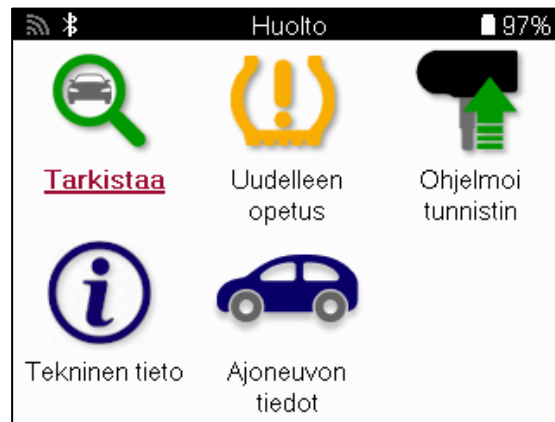 Huolto 97%
Tarkistaa
Uudelleen opetus
Ohjelmoi tunnistin
Tekninen tieto
Ajoneuvon tiedot